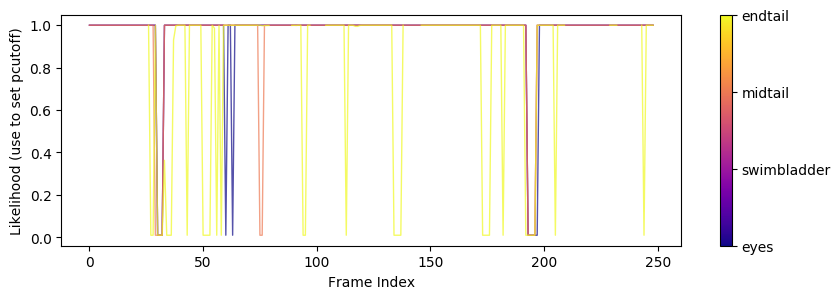 Likelihood (use to set pcutoff)
1.0
0.8
0.6
0.4
0.2
0.0
0
50
100
150
200
250
Frame Index
endtail
midtail
swimbladder
eyes